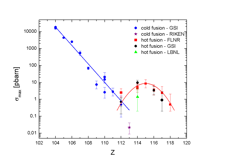 cold fusion - GSI
cold fusion - RIKEN
hot fusion - FLNR
hot fusion - GSI
hot fusion - LBNL
10000
1000
100
10
1
0.1
0.01
σmax [pbarn]
102 104 106 108 110 112 114 116 118 120
Z